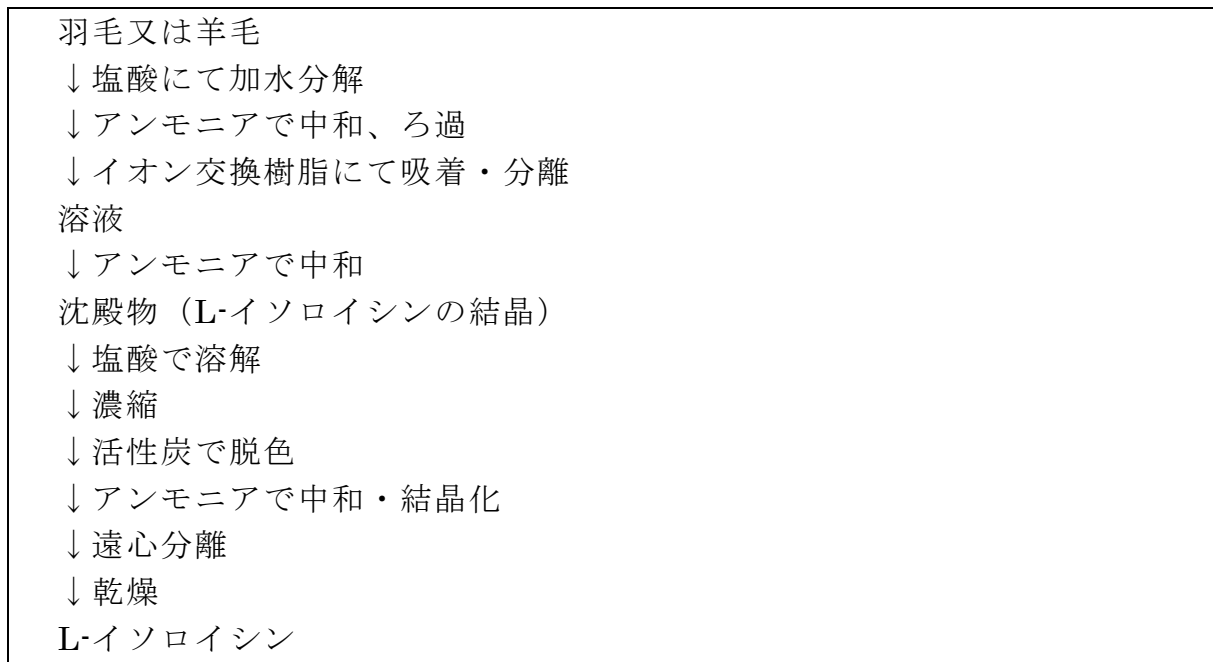 羽毛又は羊毛
↓塩酸にて加水分解
↓アンモニアで中和、ろ過
↓イオン交換樹脂にて吸着・分離
溶液
↓アンモニアで中和
沈殿物（L-イソロイシンの結晶）
↓塩酸で溶解
↓濃縮
↓活性炭で脱色
↓アンモニアで中和・結晶化
↓遠心分離
↓乾燥
L-イソロイシン